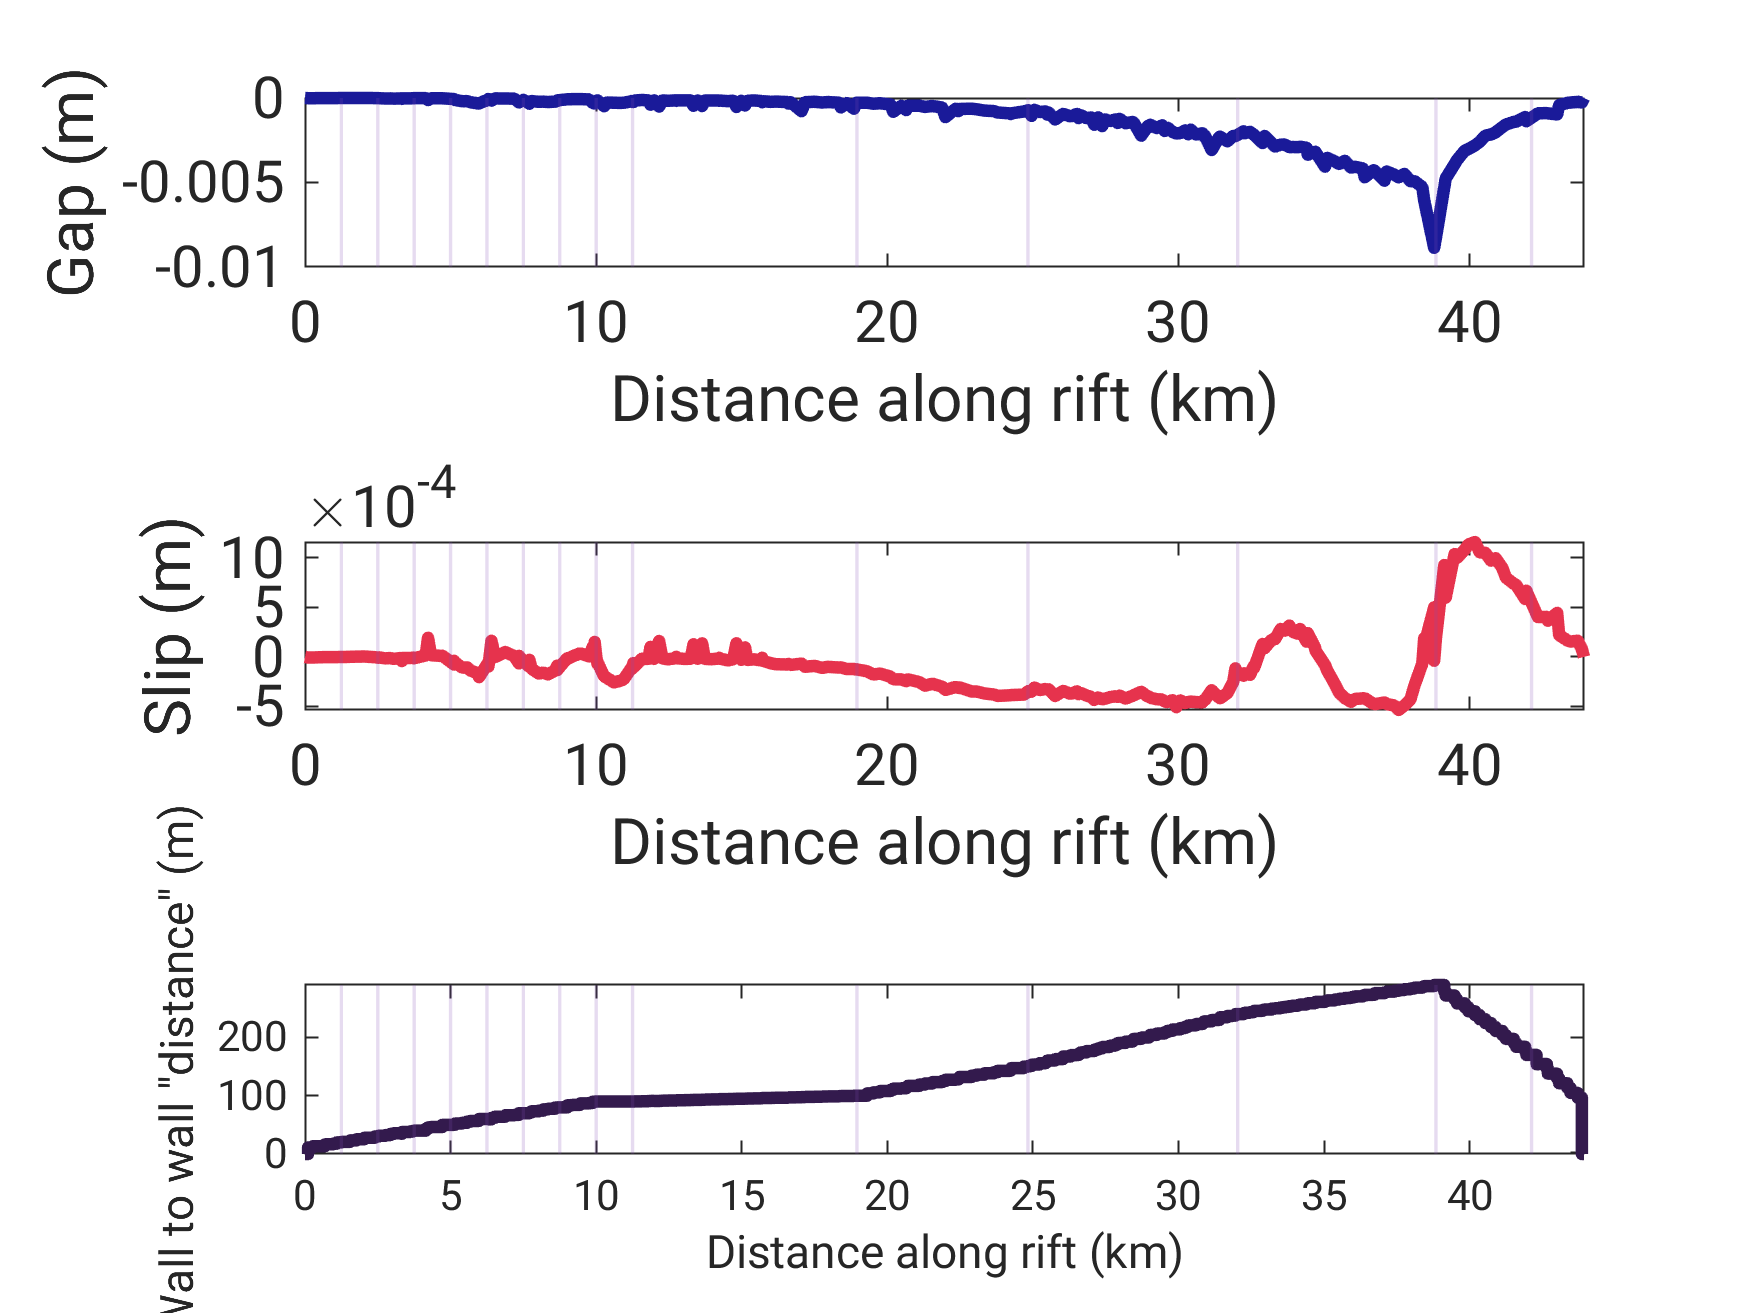 Gap (m)
0
-0.005
-0.01
0 10 20 30 40
Distance along rift (km)
×10-4
Slip (m)
10
5
0
-5
0 10 20 30 40
Distance along rift (km)
to wall "distance" (m)
200
100
0
0 5 10 15 20 25 30 35 40
Distance along rift (km)